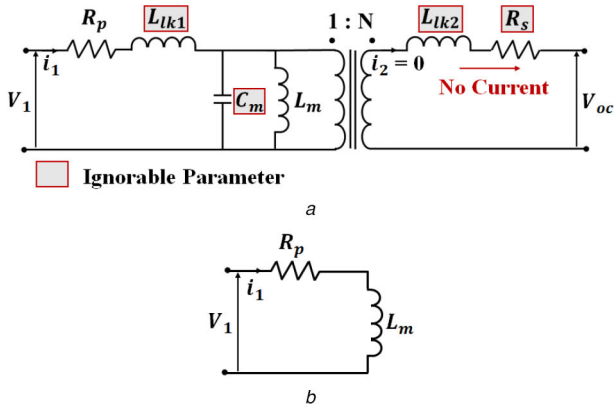 R_p L_lk1 1 : N L_lk2 R_s
i_1 i_2 = 0
No Current
V_1 C_m L_m V_oc
Ignorable Parameter
a
R_p
i_1
V_1 L_m
b